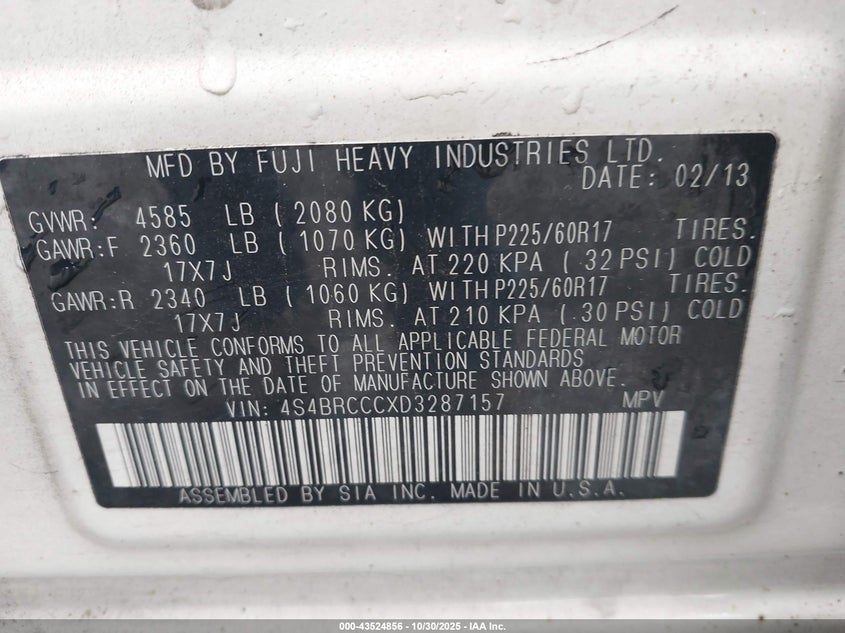 MFD BY FUJI HEAVY INDUSTRIES LTD.
DATE: 02/13
GVWR: 4585 LB ( 2080 KG)
GAWR:F 2360 LB ( 1070 KG) WITH P225/60R17 TIRES.
17X7J RIMS. AT 220 KPA ( 32 PSI) COLD
GAWR:R 2340 LB ( 1060 KG) WITH P225/60R17 TIRES.
17X7J RIMS. AT 210 KPA ( 30 PSI) COLD
THIS VEHICLE CONFORMS TO ALL APPLICABLE FEDERAL MOTOR
VEHICLE SAFETY AND THEFT PREVENTION STANDARDS
IN EFFECT ON THE DATE OF MANUFACTURE SHOWN ABOVE.
VIN: 4S4BRCCCXD3287157 MPV
ASSEMBLED BY SIA INC. MADE IN U.S.A.
000-43524856 - 10/30/2025 - IAA Inc.